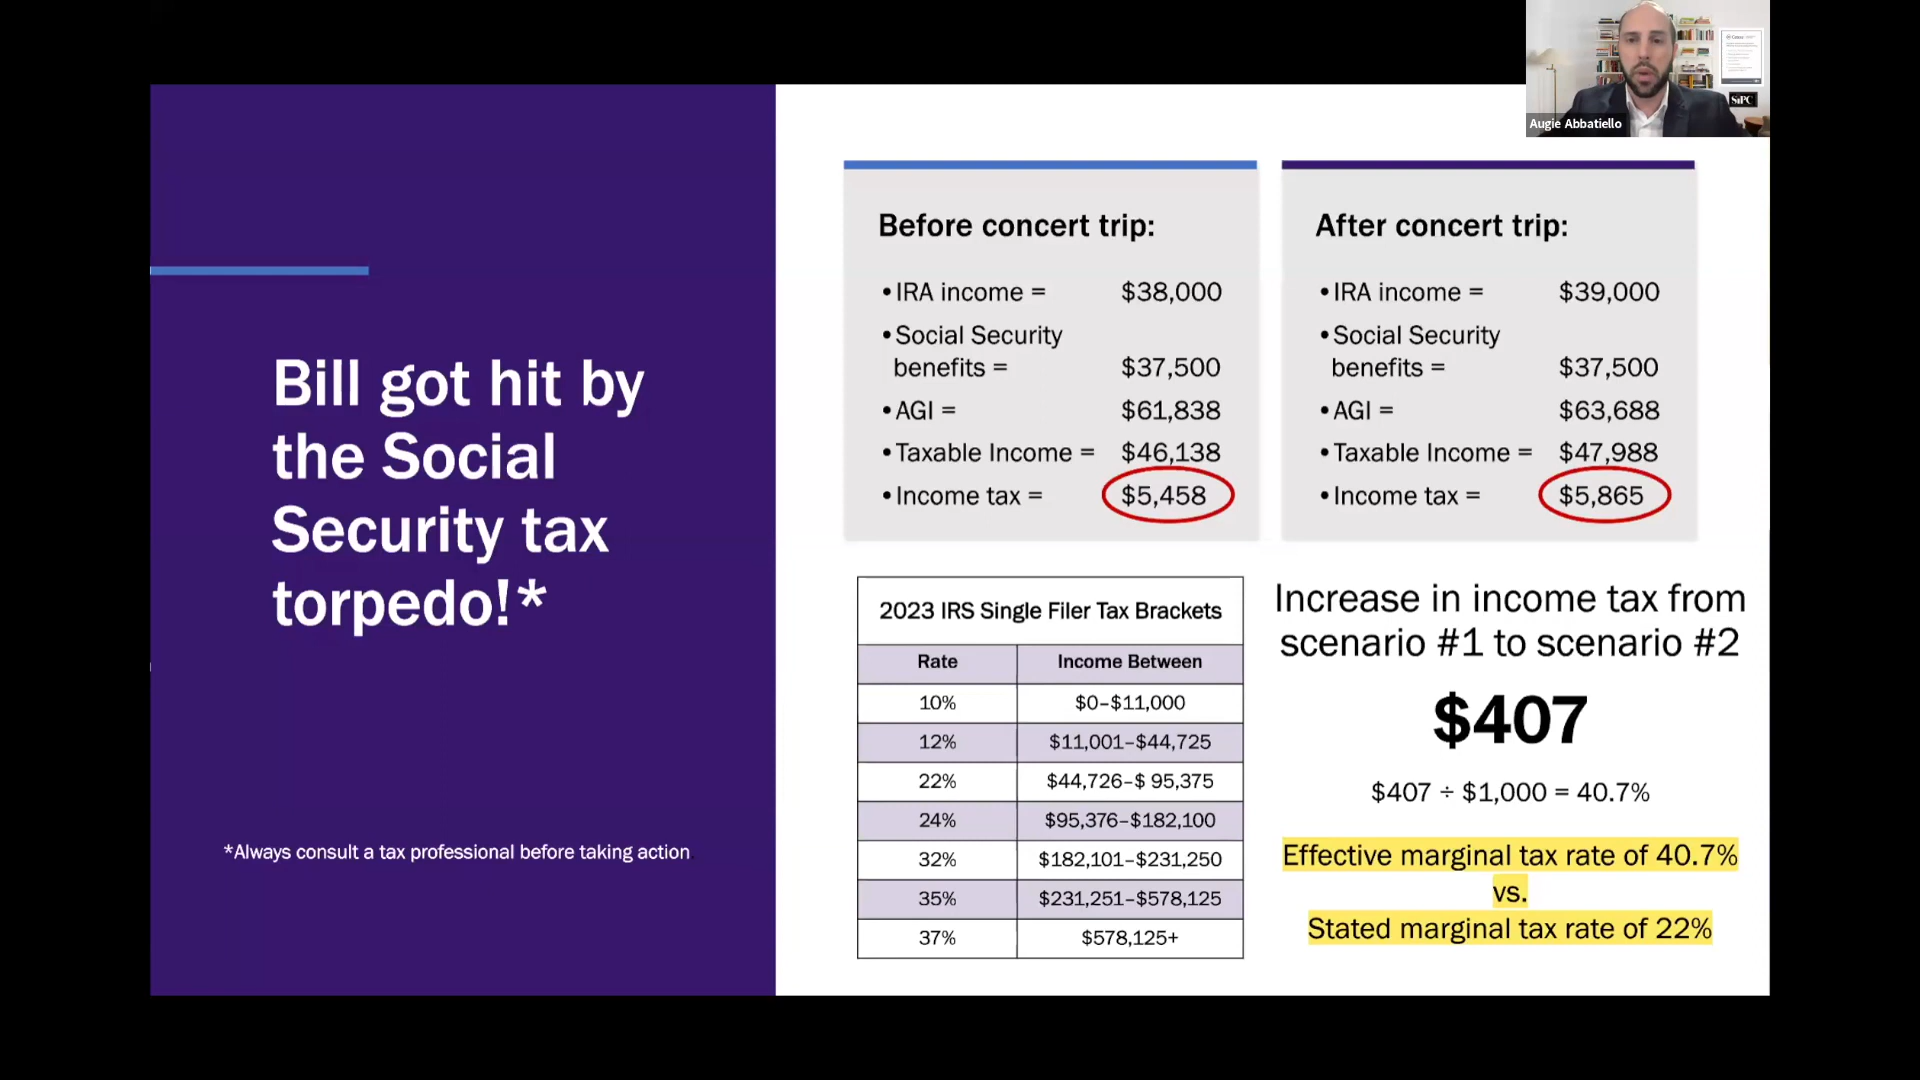 Augie Abbatiello
SiPC
Bill got hit by
the Social
Security tax
torpedo!*
*Always consult a tax professional before taking action
Before concert trip:
•IRA income = $38,000
•Social Security
benefits = $37,500
•AGI = $61,838
•Taxable Income = $46,138
•Income tax = $5,458
After concert trip:
•IRA income = $39,000
•Social Security
benefits = $37,500
•AGI = $63,688
•Taxable Income = $47,988
•Income tax = $5,865
2023 IRS Single Filer Tax Brackets
Rate Income Between
10% $0–$11,000
12% $11,001–$44,725
22% $44,726–$ 95,375
24% $95,376–$182,100
32% $182,101–$231,250
35% $231,251–$578,125
37% $578,125+
Increase in income tax from
scenario #1 to scenario #2
$407
$407 ÷ $1,000 = 40.7%
Effective marginal tax rate of 40.7%
vs.
Stated marginal tax rate of 22%